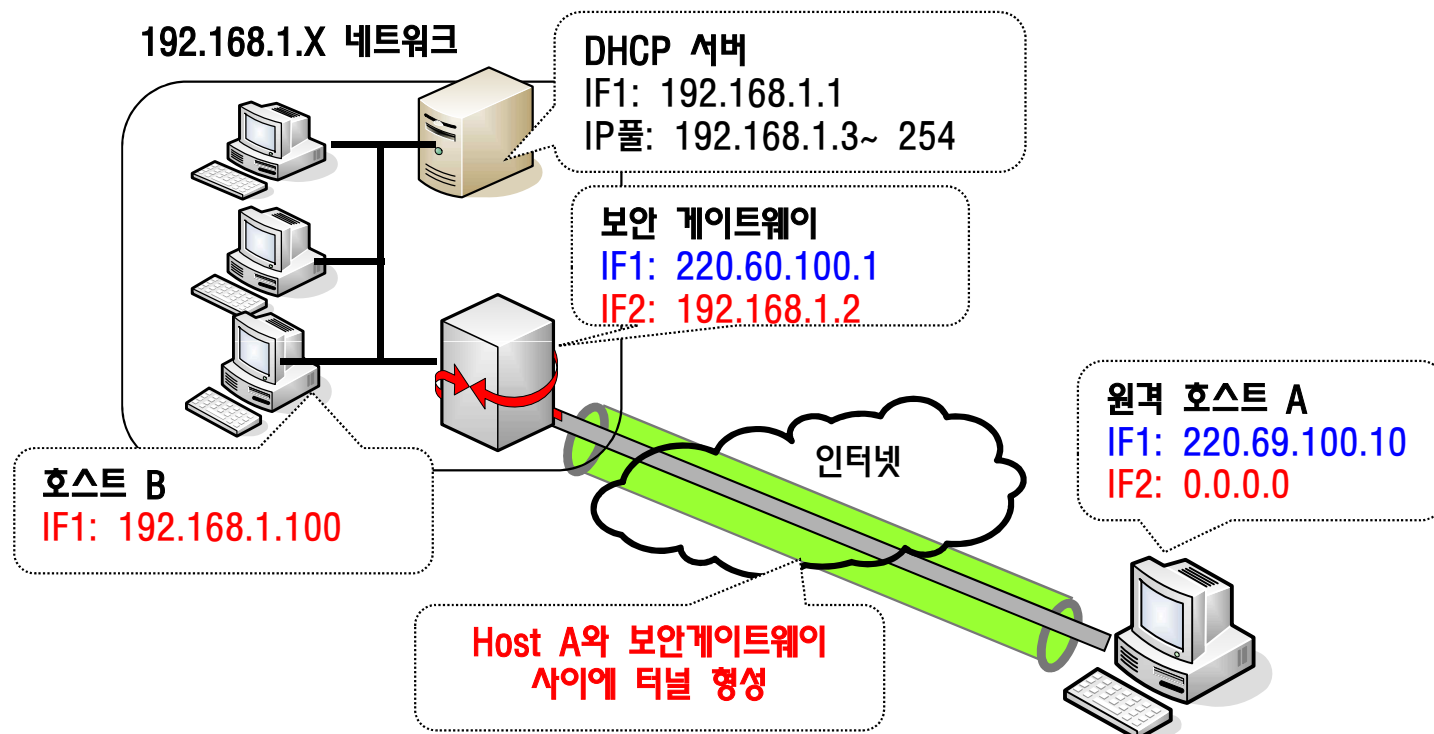 192.168.1.X 네트워크
DHCP 서버
IF1: 192.168.1.1
IP풀: 192.168.1.3~ 254
보안 게이트웨이
IF1: 220.60.100.1
IF2: 192.168.1.2
원격 호스트 A
IF1: 220.69.100.10
IF2: 0.0.0.0
인터넷
호스트 B
IF1: 192.168.1.100
Host A와 보안게이트웨이
사이에 터널 형성